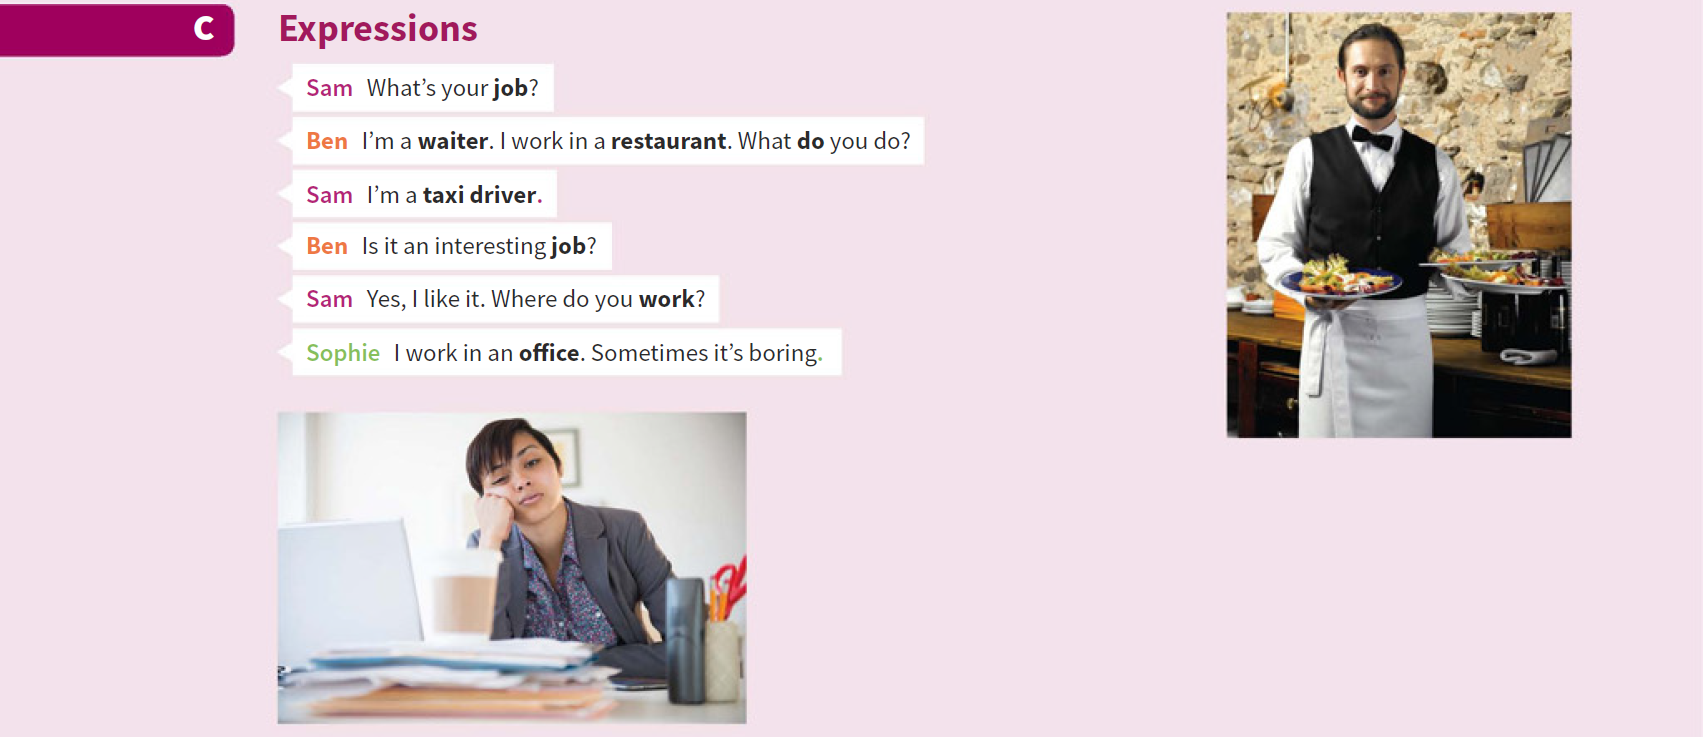 C
Expressions
Sam What’s your job?
Ben I’m a waiter. I work in a restaurant. What do you do?
Sam I’m a taxi driver.
Ben Is it an interesting job?
Sam Yes, I like it. Where do you work?
Sophie I work in an office. Sometimes it’s boring.